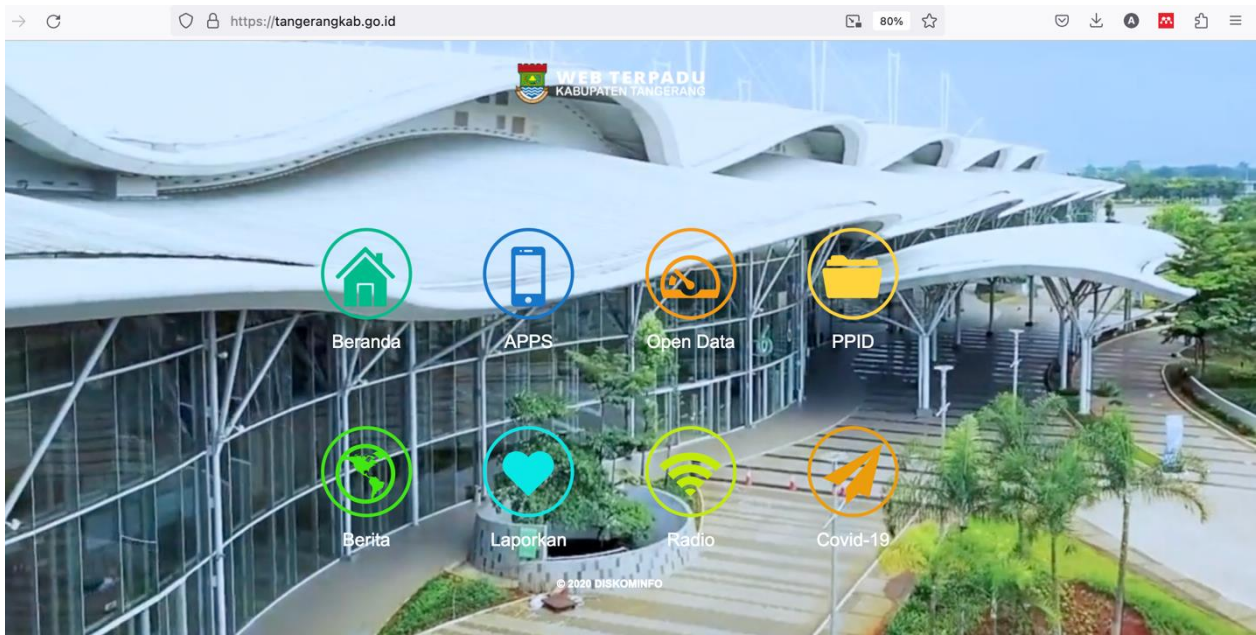 https://tangerangkab.go.id
80%
A
WEB TERPADU
KABUPATEN TANGERANG
Beranda
APPS
Open Data
PPID
Berita
Laporkan
Radio
Covid-19
© 2020 DISKOMINFO